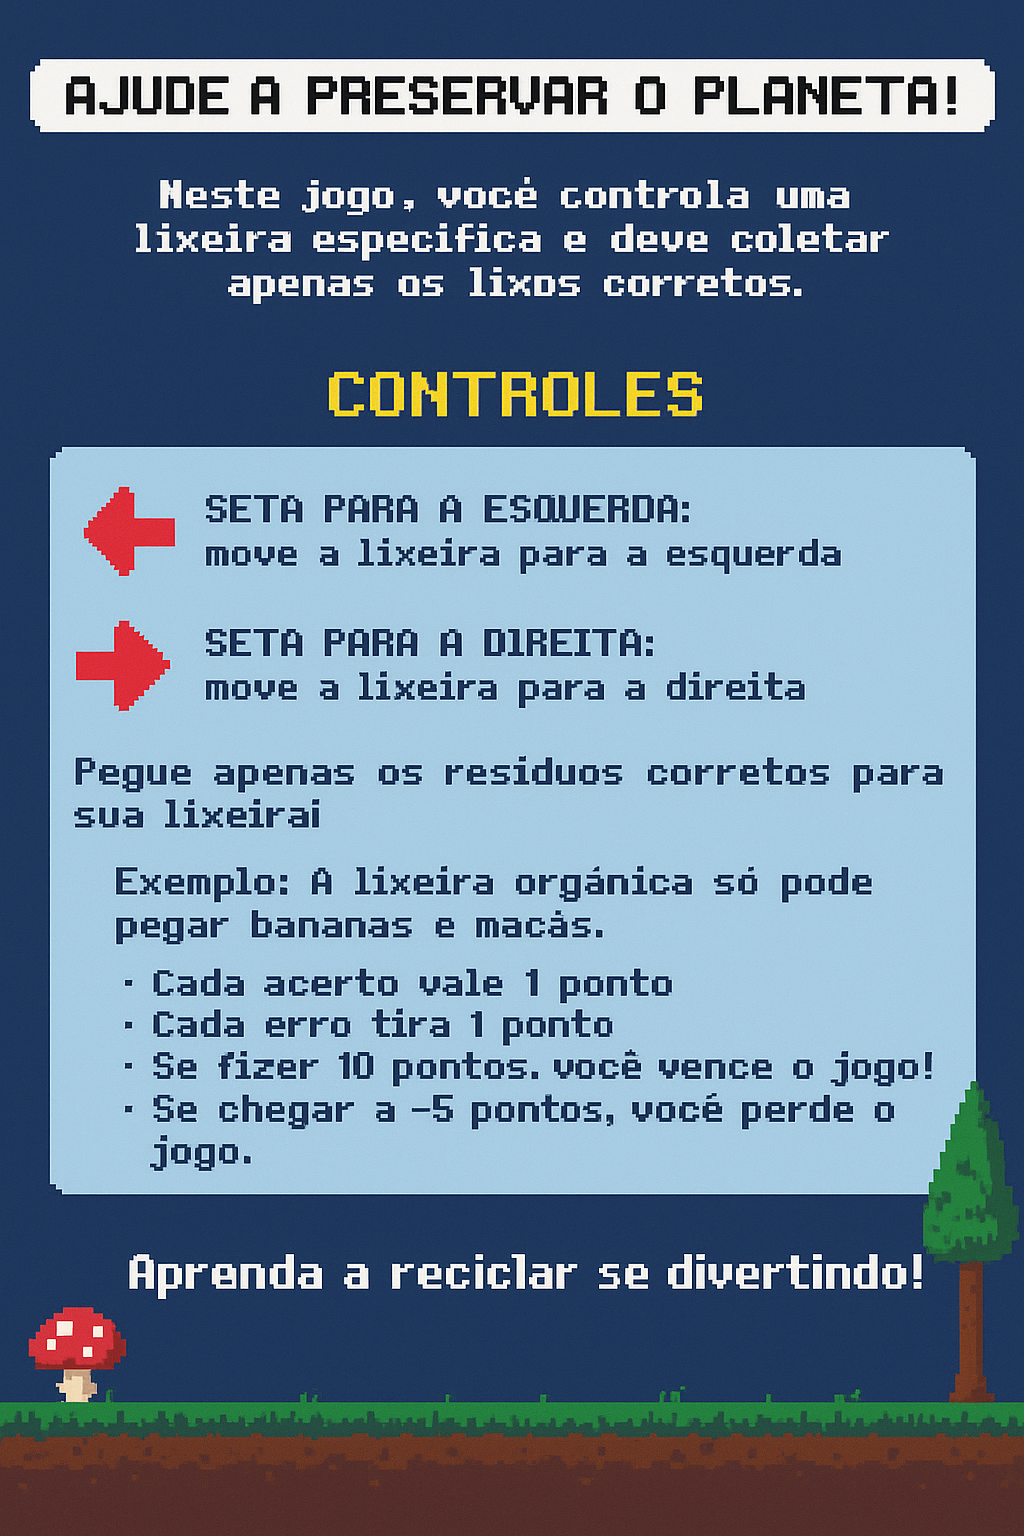 AJUDE A PRESERVAR O PLANETA!
Neste jogo, você controla uma
lixeira especifica e deve coletar
apenas os lixos corretos.
CONTROLES
SETA PARA A ESQUERDA:
move a lixeira para a esquerda
SETA PARA A DIREITA:
move a lixeira para a direita
Pegue apenas os residuos corretos para
sua lixeirai
Exemplo: A lixeira orgánica só pode
pegar bananas e macàs.
· Cada acerto vale 1 ponto
· Cada erro tira 1 ponto
· Se fizer 10 pontos. você vence o jogo!
· Se chegar a -5 pontos, vocé perde o
jogo.
Aprenda a reciclar se divertindo!